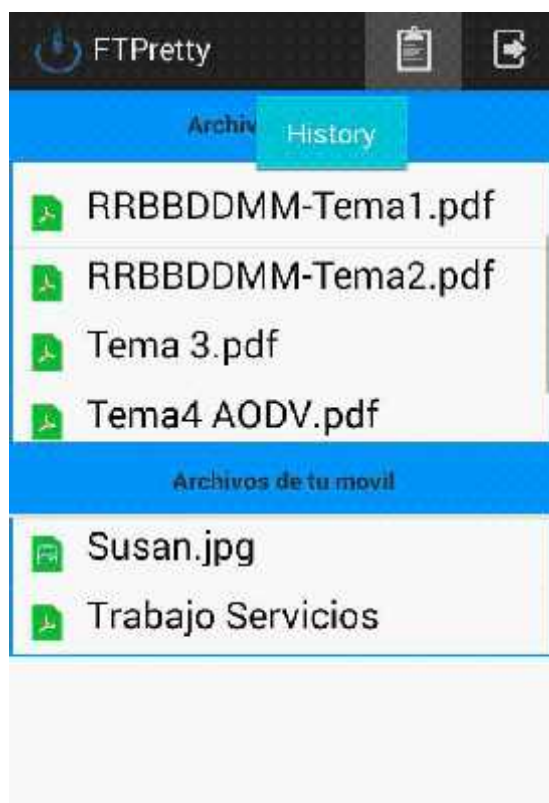 FTPretty
Archiv
History
RRBBDDMM-Tema1.pdf
RRBBDDMM-Tema2.pdf
Tema 3.pdf
Tema4 AODV.pdf
Archivos de tu movil
Susan.jpg
Trabajo Servicios